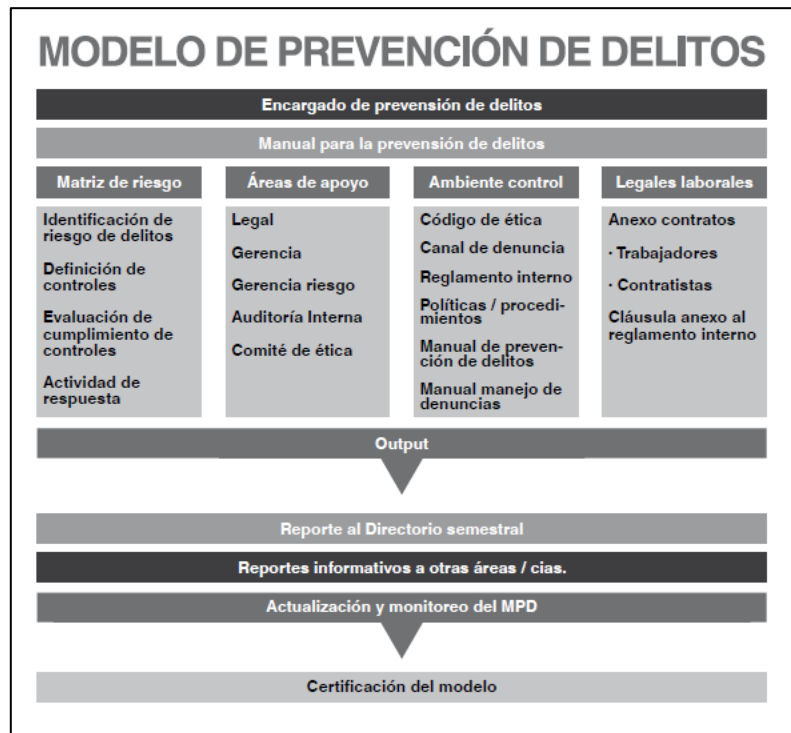 MODELO DE PREVENCIÓN DE DELITOS
Encargado de prevención de delitos
Manual para la prevención de delitos
Matriz de riesgo
Identificación de
riesgo de delitos
Definición de
controles
Evaluación de
cumplimiento de
controles
Actividad de
respuesta
Áreas de apoyo
Legal
Gerencia
Gerencia riesgo
Auditoría Interna
Comité de ética
Ambiente control
Código de ética
Canal de denuncia
Reglamento interno
Políticas / procedi-
mientos
Manual de preven-
ción de delitos
Manual manejo de
denuncias
Legales laborales
Anexo contratos
· Trabajadores
· Contratistas
Cláusula anexo al
reglamento interno
Output
Reporte al Directorio semestral
Reportes informativos a otras áreas / cias.
Actualización y monitoreo del MPD
Certificación del modelo